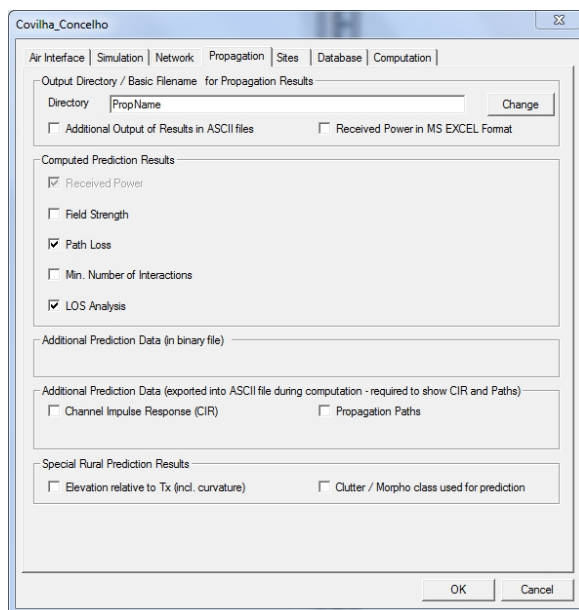 Covilha_Concelho
Air Interface Simulation Network Propagation Sites Database Computation
Output Directory / Basic Filename for Propagation Results
Directory PropName Change
Additional Output of Results in ASCII files Received Power in MS EXCEL Format
Computed Prediction Results
Received Power
Field Strength
Path Loss
Min. Number of Interactions
LOS Analysis
Additional Prediction Data (in binary file)
Additional Prediction Data (exported into ASCII file during computation - required to show CIR and Paths)
Channel Impulse Response (CIR) Propagation Paths
Special Rural Prediction Results
Elevation relative to Tx (incl. curvature) Clutter / Morpho class used for prediction
OK Cancel